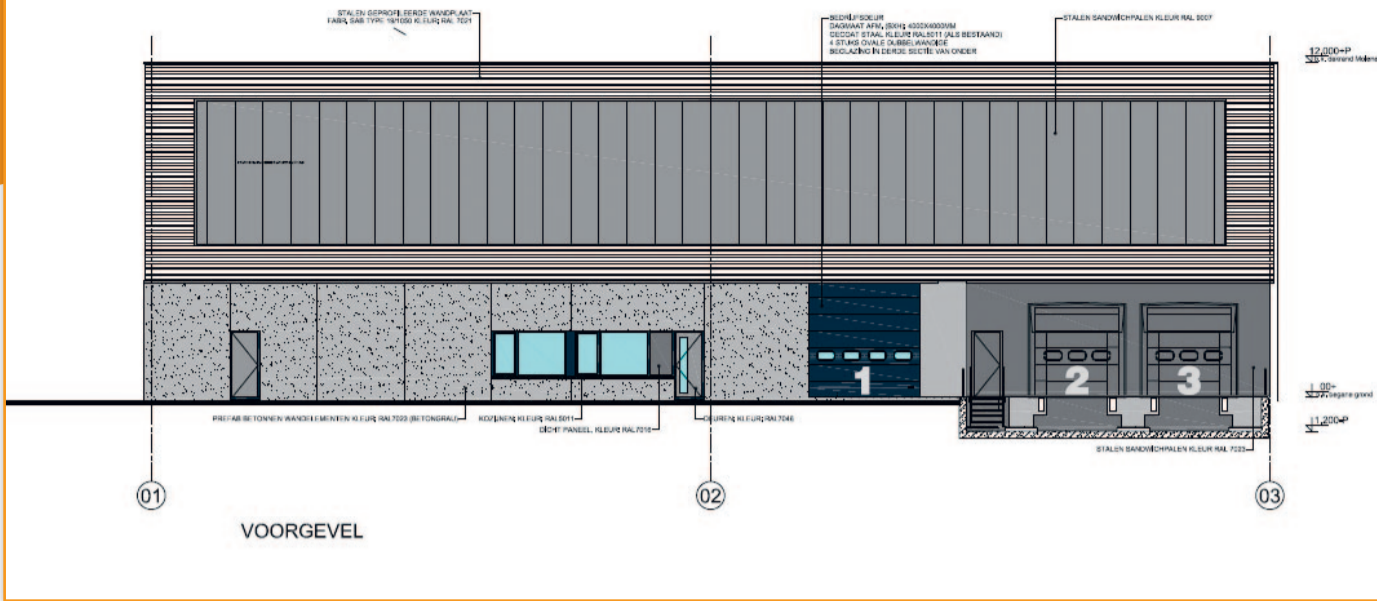 STALEN GEPROFILEERDE WANDPLAAT
FABR. SAB TYPE 18/1050 KLEUR: RAL 7021
BEDRIJFSDEUR
DAGMAAT AFM. (BXH): 4000X4000MM
GECOAT STAAL KLEUR: RAL5011 (ALS BESTAAND)
4 STUKS OVALE DUBBELWANDIGE
BEGLAZING IN DERDE SECTIE VAN ONDER
STALEN SANDWICHPALEN KLEUR RAL 9007
12.000+P
1
2
3
begane grond
1.200-P
PREFAB BETONNEN WANDELEMENTEN KLEUR: RAL7023 (BETONGRAU)
KOZIJNEN: KLEUR: RAL5011
DEUREN: KLEUR: RAL7046
DICHT PANEEL. KLEUR: RAL7016
STALEN SANDWICHPALEN KLEUR RAL 7023
01
02
03
VOORGEVEL